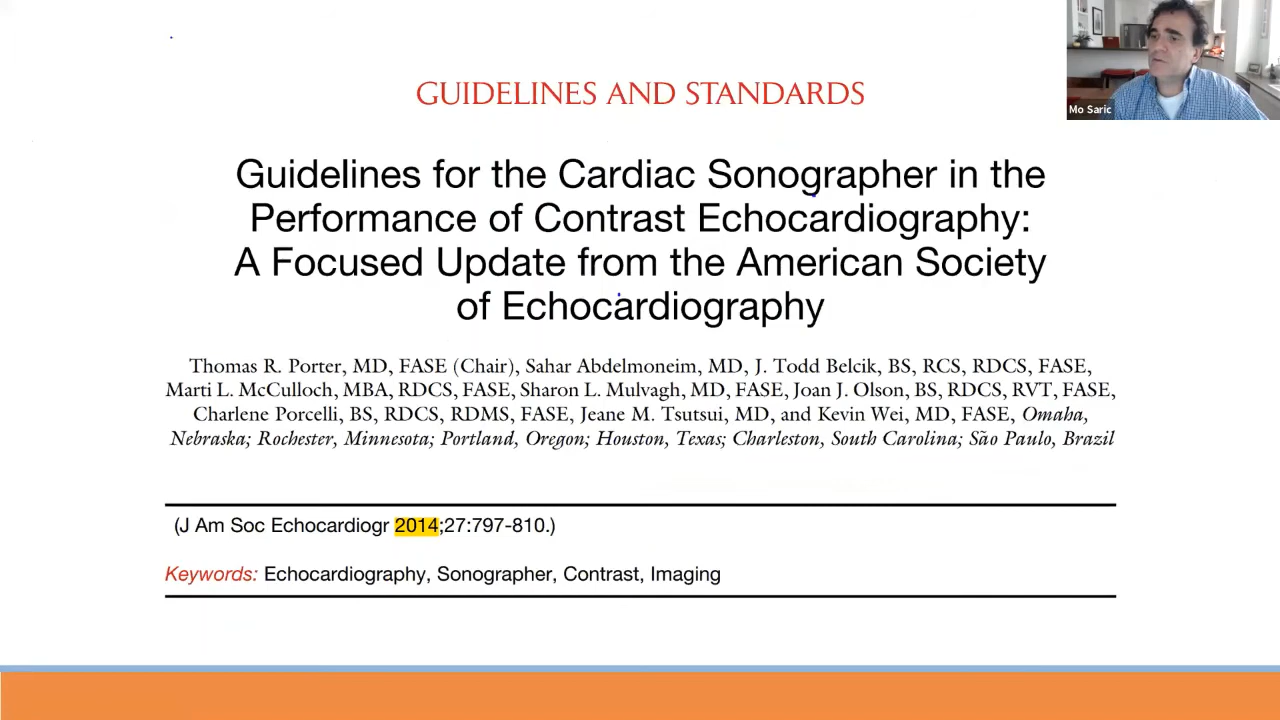 Mo Saric
GUIDELINES AND STANDARDS
Guidelines for the Cardiac Sonographer in the
Performance of Contrast Echocardiography:
A Focused Update from the American Society
of Echocardiography
Thomas R. Porter, MD, FASE (Chair), Sahar Abdelmoneim, MD, J. Todd Belcik, BS, RCS, RDCS, FASE,
Marti L. McCulloch, MBA, RDCS, FASE, Sharon L. Mulvagh, MD, FASE, Joan J. Olson, BS, RDCS, RVT, FASE,
Charlene Porcelli, BS, RDCS, RDMS, FASE, Jeane M. Tsutsui, MD, and Kevin Wei, MD, FASE, Omaha,
Nebraska; Rochester, Minnesota; Portland, Oregon; Houston, Texas; Charleston, South Carolina; São Paulo, Brazil
(J Am Soc Echocardiogr 2014;27:797-810.)
Keywords: Echocardiography, Sonographer, Contrast, Imaging